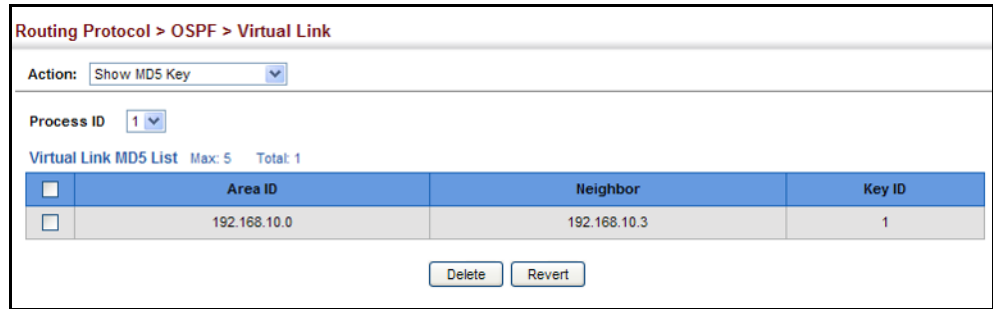 Routing Protocol > OSPF > Virtual Link
Action: Show MD5 Key
Process ID 1
Virtual Link MD5 List Max: 5 Total: 1
Area ID Neighbor Key ID
192.168.10.0 192.168.10.3 1
Delete Revert